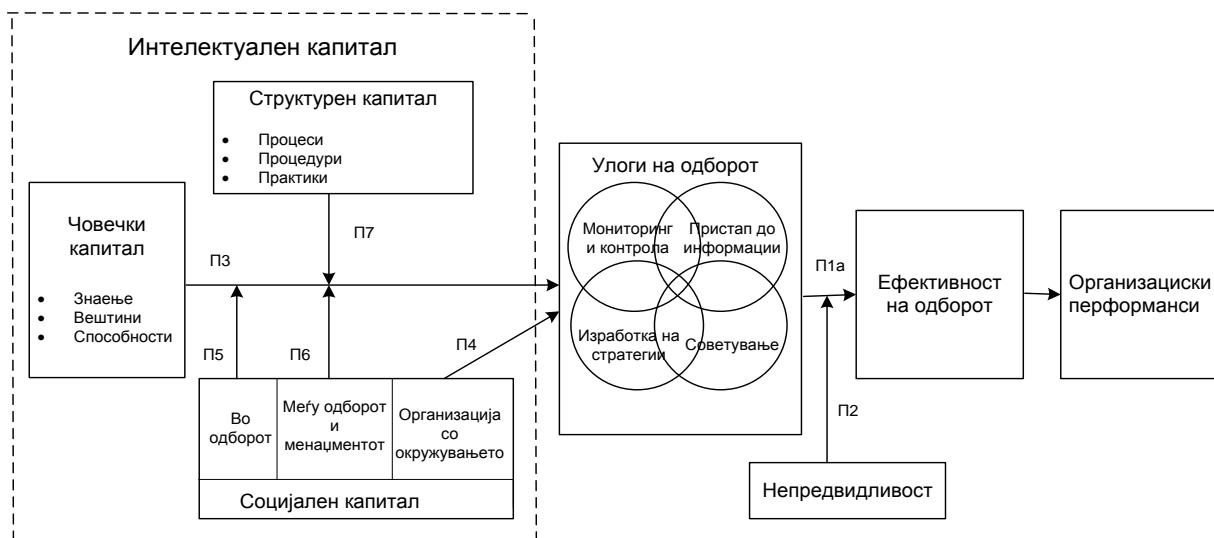 Интелектуален капитал
Структурен капитал
• Процеси
• Процедури
• Практики
Човечки
капитал
• Знаење
• Вештини
• Способности
П3
П7
П5
П6
П4
Во
одборот
Меѓу одборот
и
менаџментот
Организација
со
окружувањето
Социјален капитал
Улоги на одборот
Мониторинг
и контрола
Пристап до
информации
Изработка на
стратегии
Советување
П1а
П2
Непредвидливост
Ефективност
на одборот
Организациски
перформанси